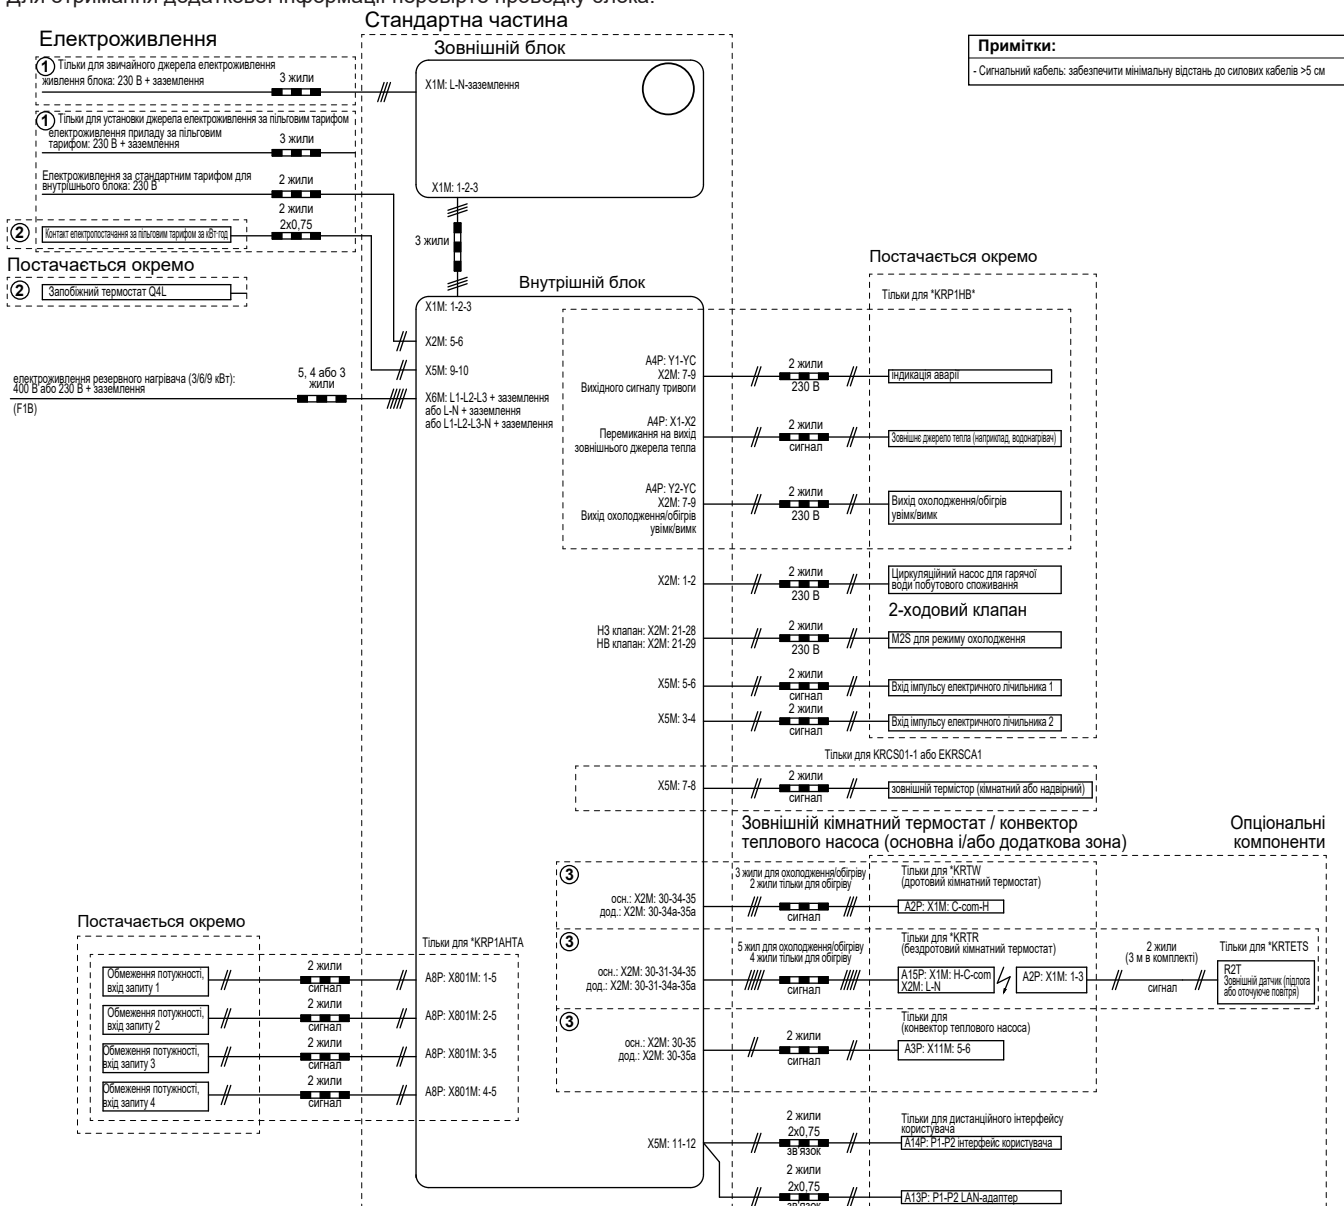 Для отримання додаткової інформації перевірте проводку блока.
Стандартна частина
Електроживлення
Зовнішній блок
Примітки:
- Сигнальний кабель: забезпечити мінімальну відстань до силових кабелів >5 см
1 Тільки для звичайного джерела електроживлення
живлення блока: 230 В + заземлення
3 жили
X1M: L-N-заземлення
1 Тільки для установки джерела електроживлення за пільговим тарифом
електроживлення приладу за пільговим
тарифом: 230 В + заземлення
3 жили
Електроживлення за стандартним тарифом для
внутрішнього блока: 230 В
2 жили
X1M: 1-2-3
2 жили
2x0,75
2 Контакт електропостачання за пільговим тарифом за кВт·год
3 жили
Постачається окремо
2 Запобіжний термостат Q4L
Внутрішній блок
X1M: 1-2-3
X2M: 5-6
X5M: 9-10
електроживлення резервного нагрівача (3/6/9 кВт):
400 В або 230 В + заземлення
(F1B)
5, 4 або 3
жили
X6M: L1-L2-L3 + заземлення
або L-N + заземлення
або L1-L2-L3-N + заземлення
Постачається окремо
Тільки для *KRP1HB*
A4P: Y1-YC
X2M: 7-9
Вихідного сигналу тривоги
2 жили
230 В
індикація аварії
A4P: X1-X2
Перемикання на вихід
зовнішнього джерела тепла
2 жили
сигнал
Зовнішнє джерело тепла (наприклад, водонагрівач)
A4P: Y2-YC
X2M: 7-9
Вихід охолодження/обігрів
увімк/вимк
2 жили
230 В
Вихід охолодження/обігрів
увімк/вимк
X2M: 1-2
2 жили
230 В
Циркуляційний насос для гарячої
води побутового споживання
2-ходовий клапан
НЗ клапан: X2M: 21-28
НВ клапан: X2M: 21-29
2 жили
230 В
M2S для режиму охолодження
X5M: 5-6
2 жили
сигнал
Вхід імпульсу електричного лічильника 1
X5M: 3-4
2 жили
сигнал
Вхід імпульсу електричного лічильника 2
Тільки для KRCS01-1 або EKRSCA1
X5M: 7-8
2 жили
сигнал
зовнішній термістор (кімнатний або надвірний)
Зовнішній кімнатний термостат / конвектор
теплового насоса (основна і/або додаткова зона)
Опціональні
компоненти
3
осн.: X2M: 30-34-35
дод.: X2M: 30-34a-35a
3 жили для охолодження/обігріву
2 жили тільки для обігріву
сигнал
Тільки для *KRTW
(дротовий кімнатний термостат)
A2P: X1M: C-com-H
3
осн.: X2M: 30-31-34-35
дод.: X2M: 30-31-34a-35a
5 жил для охолодження/обігріву
4 жили тільки для обігріву
сигнал
Тільки для *KRTR
(бездротовий кімнатний термостат)
A15P: X1M: H-C-com
X2M: L-N
A2P: X1M: 1-3
2 жили
(3 м в комплекті)
сигнал
Тільки для *KRTETS
R2T
Зовнішній датчик (підлога
або оточуюче повітря)
3
осн.: X2M: 30-35
дод.: X2M: 30-35a
2 жили
сигнал
Тільки для
(конвектор теплового насоса)
A3P: X11M: 5-6
Постачається окремо
Тільки для *KRP1AHTA
Обмеження потужності,
вхід запиту 1
2 жили
сигнал
A8P: X801M: 1-5
Обмеження потужності,
вхід запиту 2
2 жили
сигнал
A8P: X801M: 2-5
Обмеження потужності,
вхід запиту 3
2 жили
сигнал
A8P: X801M: 3-5
Обмеження потужності,
вхід запиту 4
2 жили
сигнал
A8P: X801M: 4-5
X5M: 11-12
2 жили
2x0,75
зв'язок
Тільки для дистанційного інтерфейсу
користувача
A14P: P1-P2 інтерфейс користувача
2 жили
2x0,75
зв'язок
A13P: P1-P2 LAN-адаптер